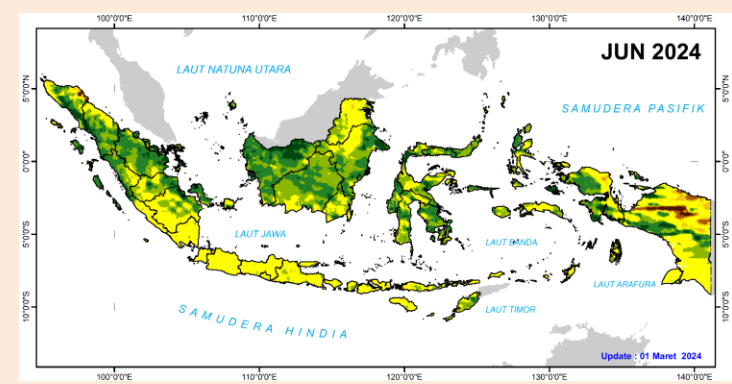 100°0'0"E 110°0'0"E 120°0'0"E 130°0'0"E 140°0'0"E
JUN 2024
LAUT NATUNA UTARA
5°0'0"N
5°0'0"N
SAMUDERA PASIFIK
0°0'0"
0°0'0"
LAUT JAWA
LAUT BANDA
5°0'0"S
5°0'0"S
LAUT ARAFURA
SAMUDERA HINDIA
LAUT TIMOR
10°0'0"S
10°0'0"S
Update : 01 Maret 2024
100°0'0"E 110°0'0"E 120°0'0"E 130°0'0"E 140°0'0"E